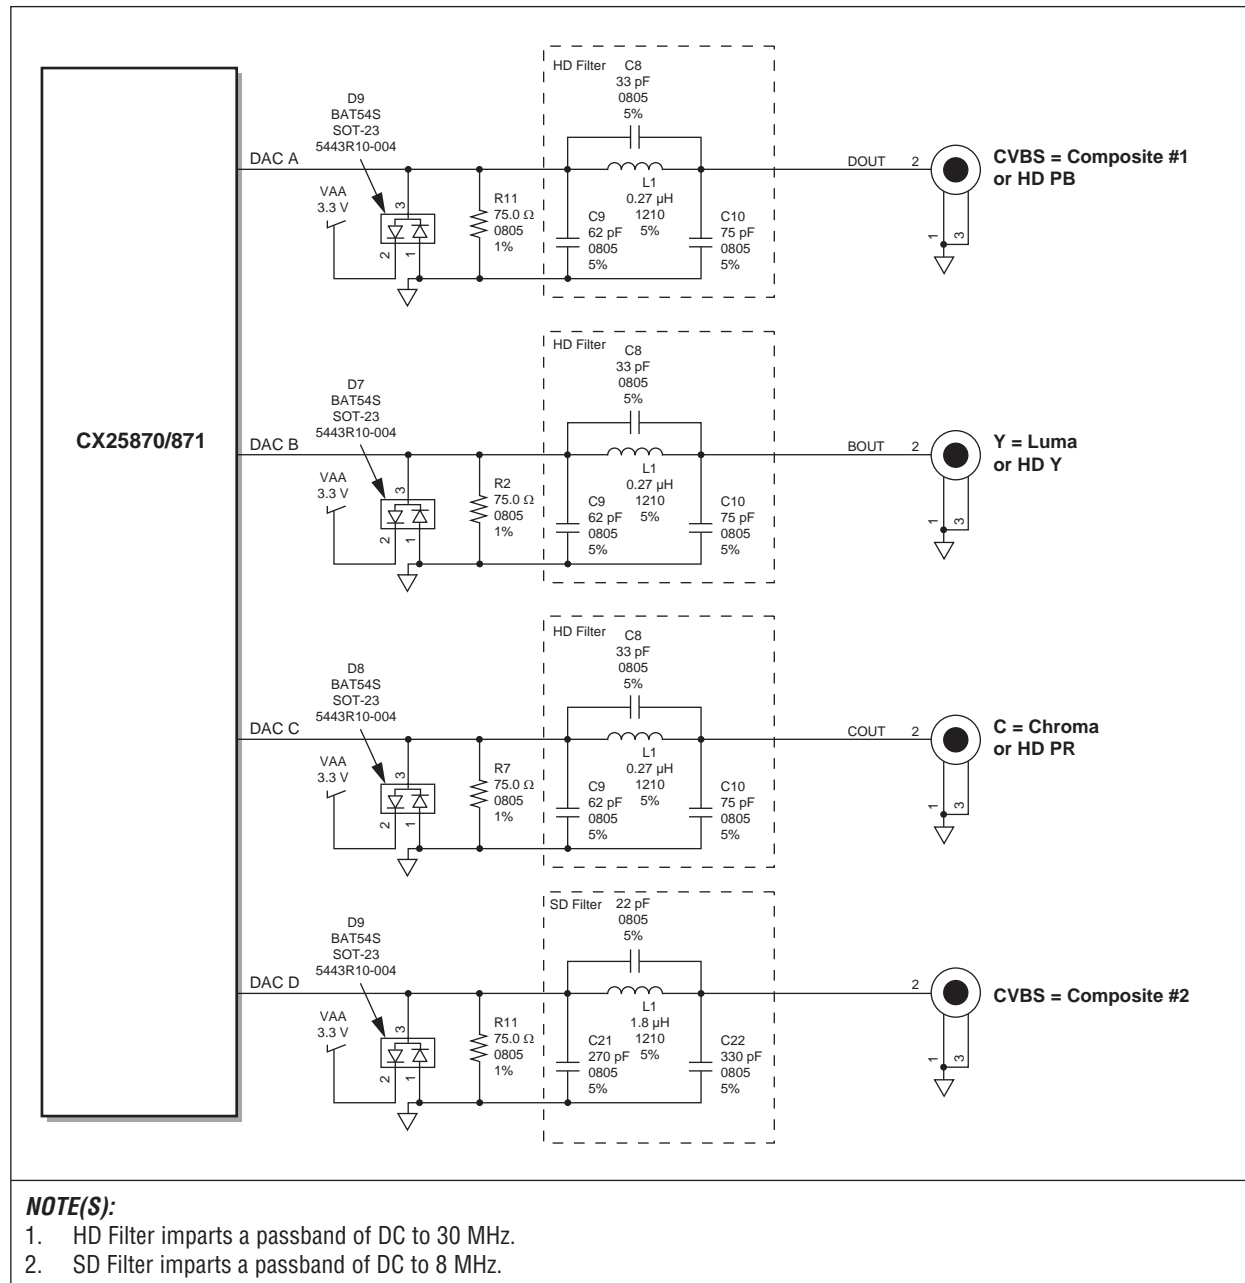 CX25870/871
D9
BAT54S
SOT-23
5443R10-004
DAC A
VAA
3.3 V
3
2
1
R11
75.0 Ω
0805
1%
HD Filter
C8
33 pF
0805
5%
L1
0.27 µH
1210
5%
C9
62 pF
0805
5%
C10
75 pF
0805
5%
DOUT
2
1
3
CVBS = Composite #1
or HD PB
D7
BAT54S
SOT-23
5443R10-004
DAC B
VAA
3.3 V
3
2
1
R2
75.0 Ω
0805
1%
HD Filter
C8
33 pF
0805
5%
L1
0.27 µH
1210
5%
C9
62 pF
0805
5%
C10
75 pF
0805
5%
BOUT
2
1
3
Y = Luma
or HD Y
D8
BAT54S
SOT-23
5443R10-004
DAC C
VAA
3.3 V
3
2
1
R7
75.0 Ω
0805
1%
HD Filter
C8
33 pF
0805
5%
L1
0.27 µH
1210
5%
C9
62 pF
0805
5%
C10
75 pF
0805
5%
COUT
2
1
3
C = Chroma
or HD PR
D9
BAT54S
SOT-23
5443R10-004
DAC D
VAA
3.3 V
3
2
1
R11
75.0 Ω
0805
1%
SD Filter
22 pF
0805
5%
L1
1.8 µH
1210
5%
C21
270 pF
0805
5%
C22
330 pF
0805
5%
2
1
3
CVBS = Composite #2
NOTE(S):
1. HD Filter imparts a passband of DC to 30 MHz.
2. SD Filter imparts a passband of DC to 8 MHz.